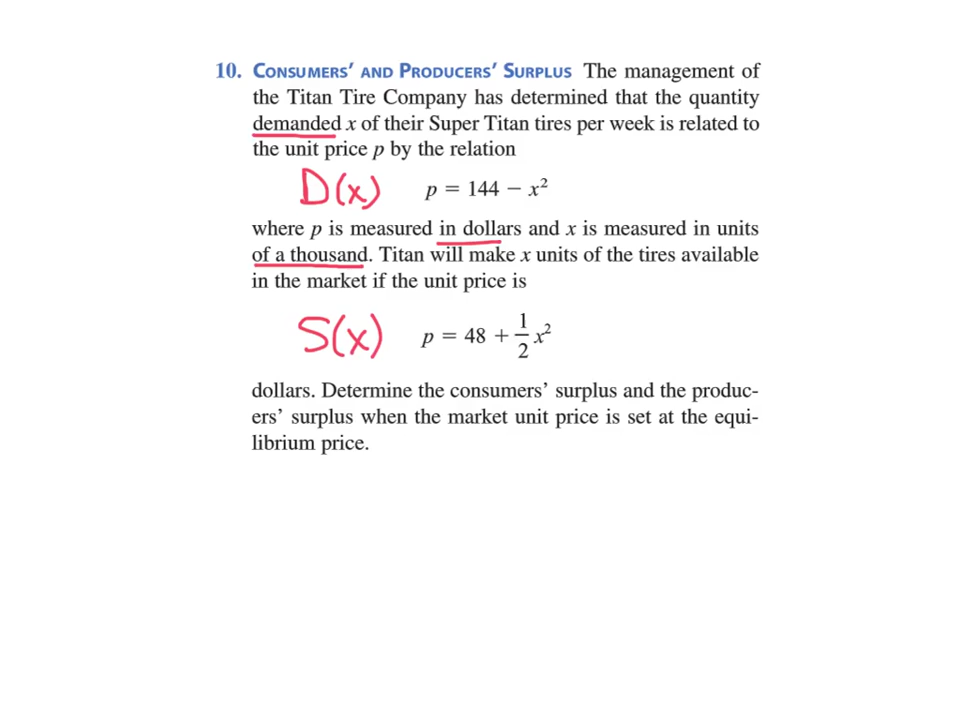 10. CONSUMERS' AND PRODUCERS' SURPLUS The management of
the Titan Tire Company has determined that the quantity
demanded x of their Super Titan tires per week is related to
the unit price p by the relation
D(x) p = 144 − x²
where p is measured in dollars and x is measured in units
of a thousand. Titan will make x units of the tires available
in the market if the unit price is
S(x) p = 48 + 1/2 x²
dollars. Determine the consumers' surplus and the produc-
ers' surplus when the market unit price is set at the equi-
librium price.